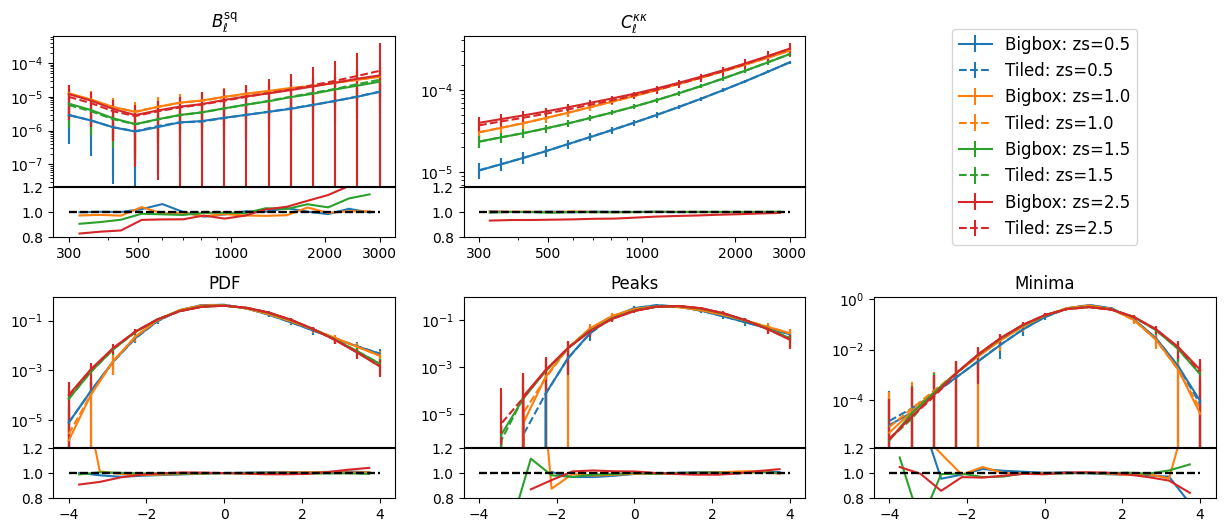 B_ℓ^sq
10⁻⁴
10⁻⁵
10⁻⁶
10⁻⁷
1.2
1.0
0.8
300 500 1000 2000 3000
C_ℓ^κκ
10⁻⁴
10⁻⁵
1.2
1.0
0.8
300 500 1000 2000 3000
Bigbox: zs=0.5
Tiled: zs=0.5
Bigbox: zs=1.0
Tiled: zs=1.0
Bigbox: zs=1.5
Tiled: zs=1.5
Bigbox: zs=2.5
Tiled: zs=2.5
PDF
10⁻¹
10⁻³
10⁻⁵
1.2
1.0
0.8
−4 −2 0 2 4
Peaks
10⁻¹
10⁻³
10⁻⁵
1.2
1.0
0.8
−4 −2 0 2 4
Minima
10⁰
10⁻²
10⁻⁴
1.2
1.0
0.8
−4 −2 0 2 4